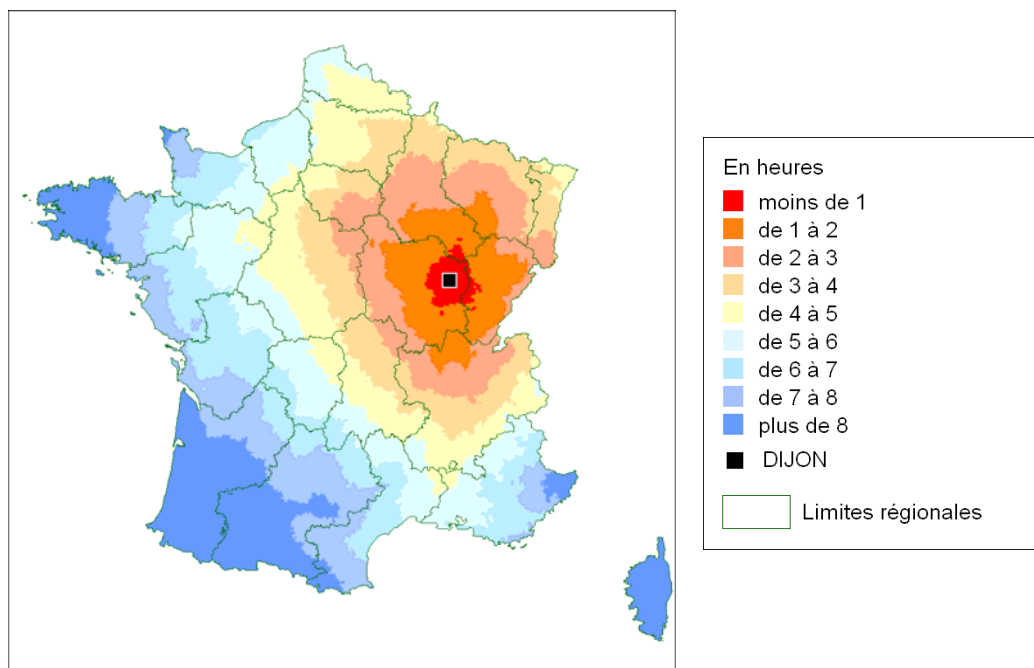 En heures
moins de 1
de 1 à 2
de 2 à 3
de 3 à 4
de 4 à 5
de 5 à 6
de 6 à 7
de 7 à 8
plus de 8
DIJON
Limites régionales